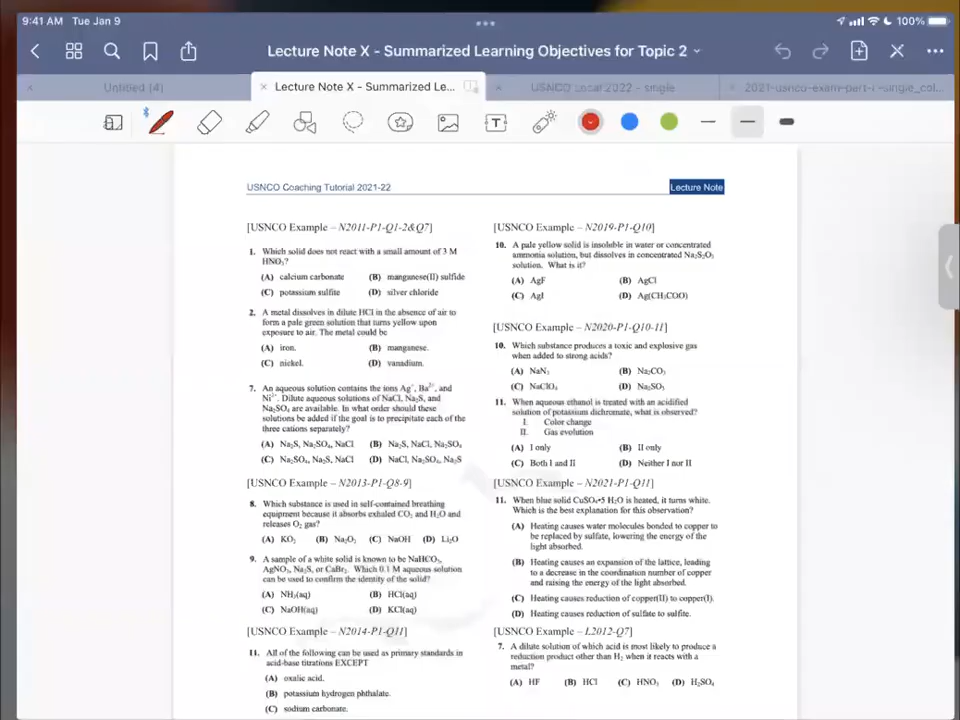 9:41 AM Tue Jan 9
100%
Lecture Note X - Summarized Learning Objectives for Topic 2
Untitled (4)
Lecture Note X - Summarized Le...
USNCO Local 2022 - single
2021-usnco-exam-part-i -single_col...
USNCO Coaching Tutorial 2021-22
Lecture Note
[USNCO Example – N2011-P1-Q1-2&Q7]
1. Which solid does not react with a small amount of 3 M
HNO₃?
(A) calcium carbonate (B) manganese(II) sulfide
(C) potassium sulfite (D) silver chloride
2. A metal dissolves in dilute HCl in the absence of air to
form a pale green solution that turns yellow upon
exposure to air. The metal could be
(A) iron. (B) manganese.
(C) nickel. (D) vanadium.
7. An aqueous solution contains the ions Ag⁺, Ba²⁺, and
Ni²⁺. Dilute aqueous solutions of NaCl, Na₂S, and
Na₂SO₄ are available. In what order should these
solutions be added if the goal is to precipitate each of the
three cations separately?
(A) Na₂S, Na₂SO₄, NaCl (B) Na₂S, NaCl, Na₂SO₄
(C) Na₂SO₄, Na₂S, NaCl (D) NaCl, Na₂SO₄, Na₂S
[USNCO Example – N2013-P1-Q8-9]
8. Which substance is used in self-contained breathing
equipment because it absorbs exhaled CO₂ and H₂O and
releases O₂ gas?
(A) KO₂ (B) Na₂O₂ (C) NaOH (D) Li₂O
9. A sample of a white solid is known to be NaHCO₃,
AgNO₃, Na₂S, or CaBr₂. Which 0.1 M aqueous solution
can be used to confirm the identity of the solid?
(A) NH₃(aq) (B) HCl(aq)
(C) NaOH(aq) (D) KCl(aq)
[USNCO Example – N2014-P1-Q11]
11. All of the following can be used as primary standards in
acid-base titrations EXCEPT
(A) oxalic acid.
(B) potassium hydrogen phthalate.
(C) sodium carbonate.
[USNCO Example – N2019-P1-Q10]
10. A pale yellow solid is insoluble in water or concentrated
ammonia solution, but dissolves in concentrated Na₂S₂O₃
solution. What is it?
(A) AgF (B) AgCl
(C) AgI (D) Ag(CH₃COO)
[USNCO Example – N2020-P1-Q10-11]
10. Which substance produces a toxic and explosive gas
when added to strong acids?
(A) NaN₃ (B) Na₂CO₃
(C) NaClO₄ (D) Na₂SO₃
11. When aqueous ethanol is treated with an acidified
solution of potassium dichromate, what is observed?
I. Color change
II. Gas evolution
(A) I only (B) II only
(C) Both I and II (D) Neither I nor II
[USNCO Example – N2021-P1-Q11]
11. When blue solid CuSO₄•5 H₂O is heated, it turns white.
Which is the best explanation for this observation?
(A) Heating causes water molecules bonded to copper to
be replaced by sulfate, lowering the energy of the
light absorbed.
(B) Heating causes an expansion of the lattice, leading
to a decrease in the coordination number of copper
and raising the energy of the light absorbed.
(C) Heating causes reduction of copper(II) to copper(I).
(D) Heating causes reduction of sulfate to sulfite.
[USNCO Example – L2012-Q7]
7. A dilute solution of which acid is most likely to produce a
reduction product other than H₂ when it reacts with a
metal?
(A) HF (B) HCl (C) HNO₃ (D) H₂SO₄